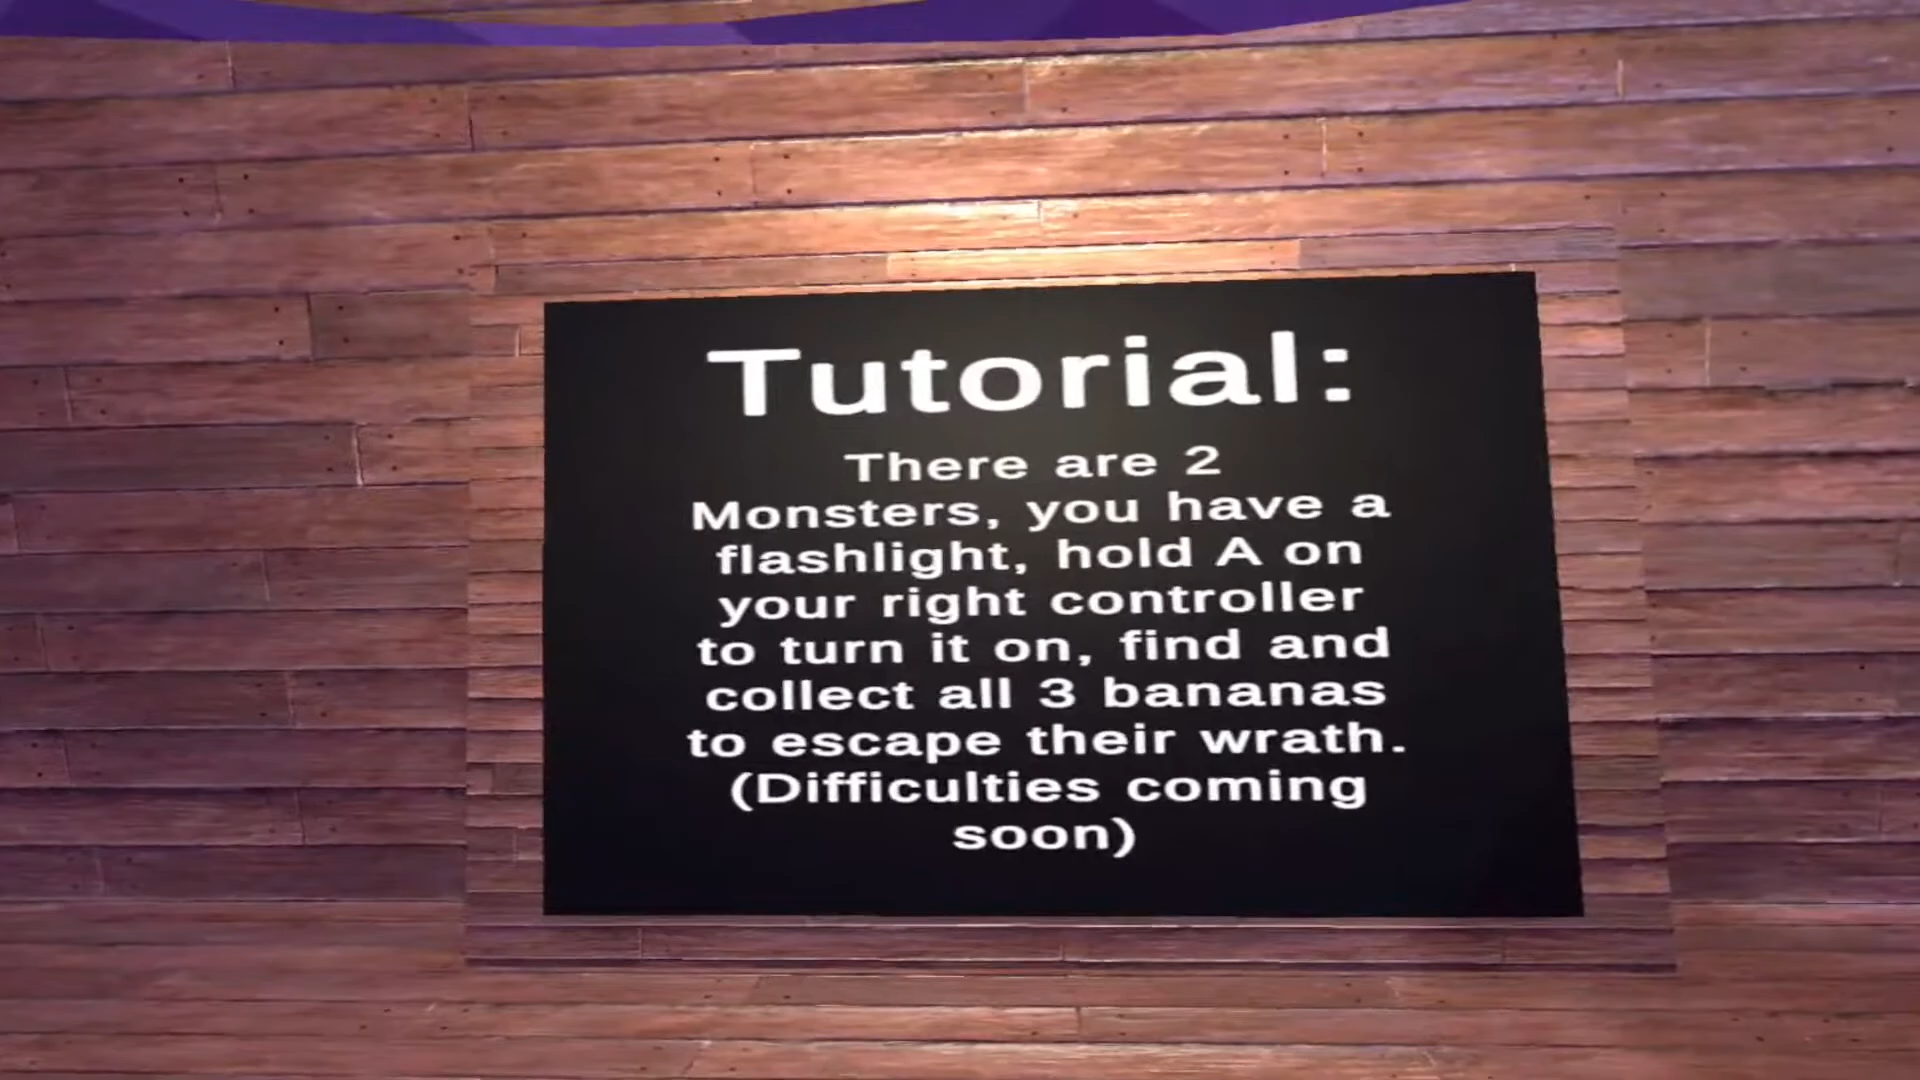 Tutorial:
There are 2
Monsters, you have a
flashlight, hold A on
your right controller
to turn it on, find and
collect all 3 bananas
to escape their wrath.
(Difficulties coming
soon)